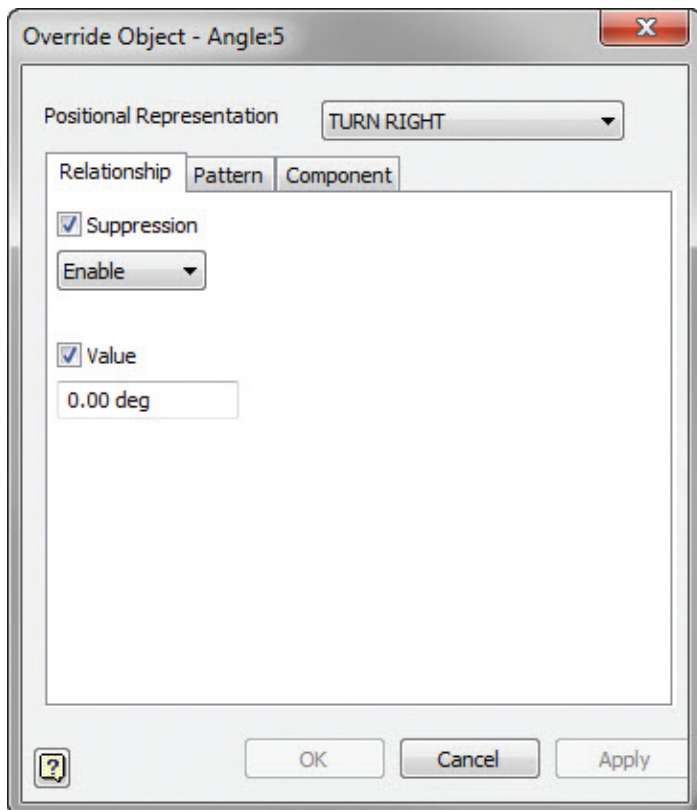 Override Object - Angle:5
Positional Representation TURN RIGHT
Relationship Pattern Component
Suppression
Enable
Value
0.00 deg
OK Cancel Apply